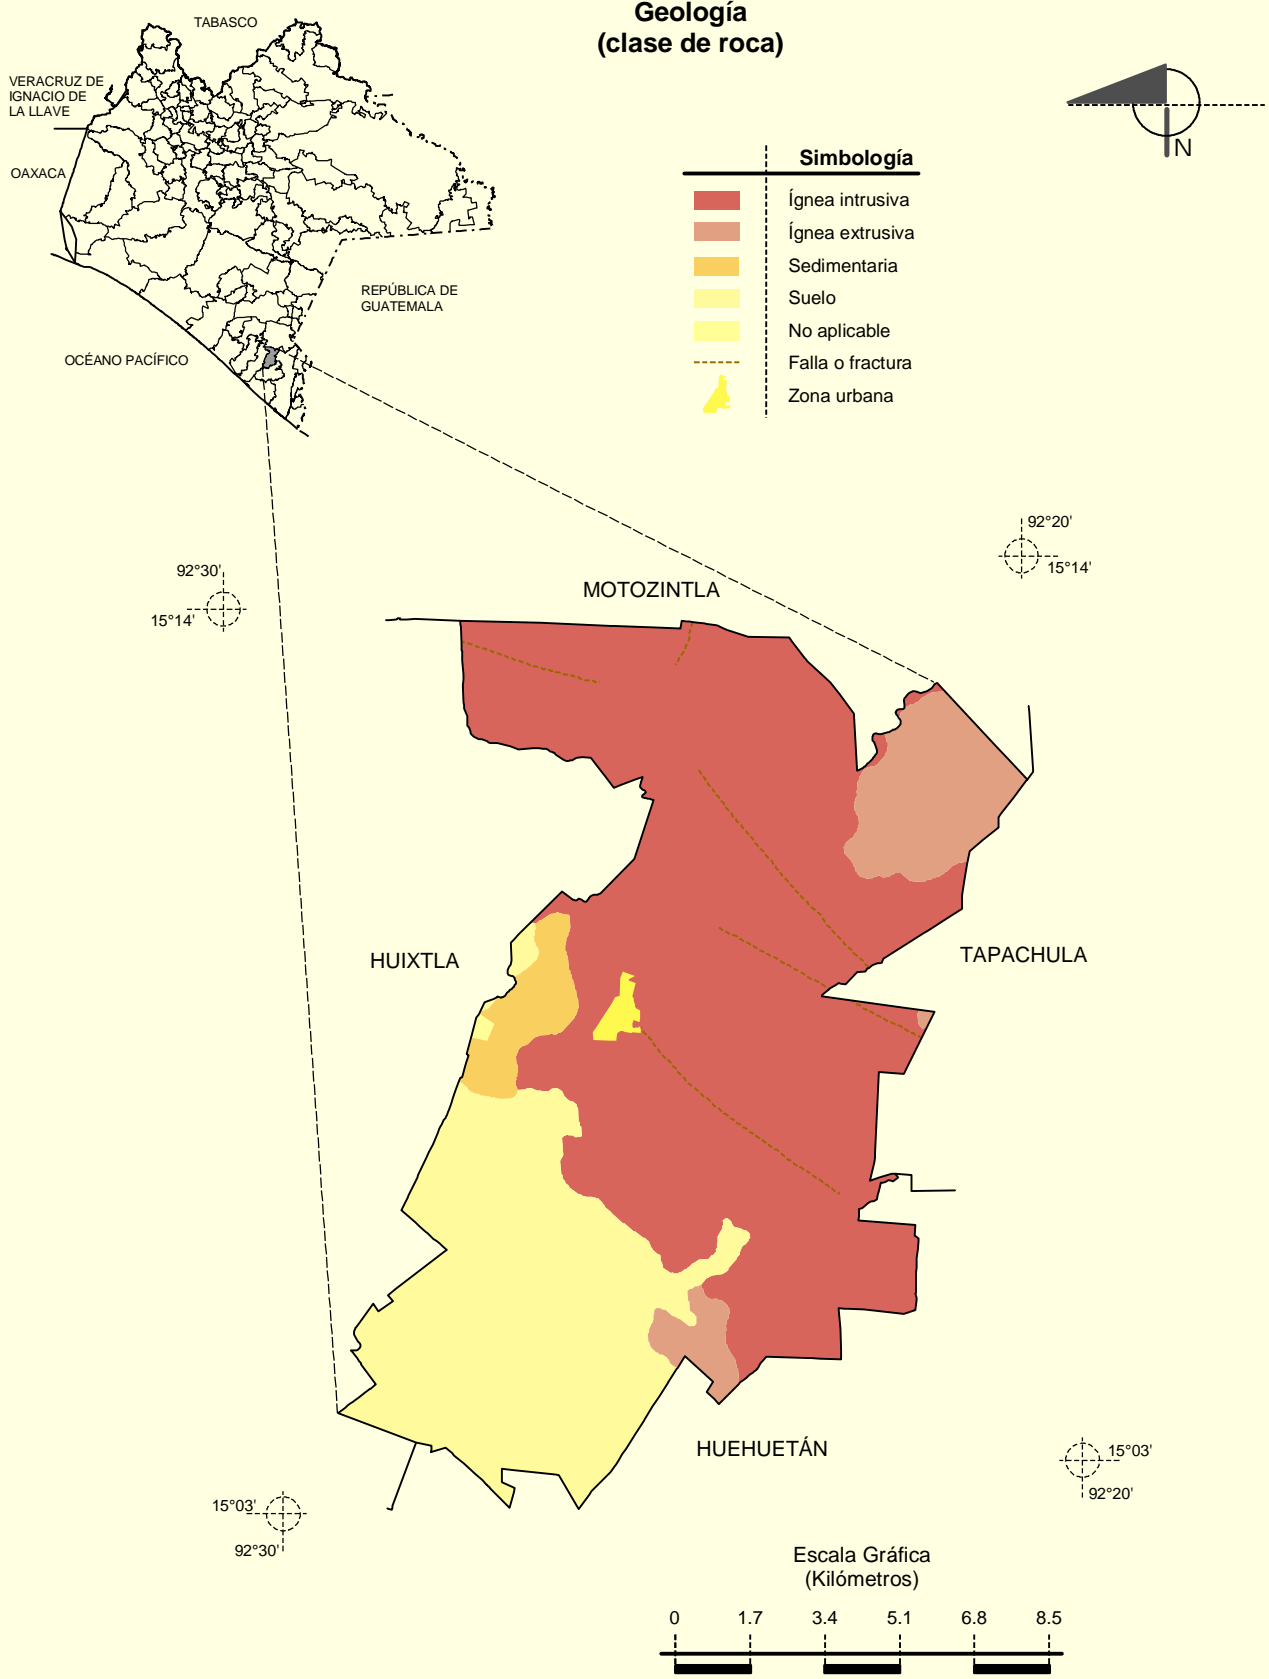 Geología
(clase de roca)
TABASCO
VERACRUZ DE
IGNACIO DE
LA LLAVE
OAXACA
REPÚBLICA DE
GUATEMALA
OCÉANO PACÍFICO
N
Simbología
Ígnea intrusiva
Ígnea extrusiva
Sedimentaria
Suelo
No aplicable
Falla o fractura
Zona urbana
92°20'
15°14'
92°30'
15°14'
MOTOZINTLA
HUIXTLA
TAPACHULA
HUEHUETÁN
15°03'
92°20'
15°03'
92°30'
Escala Gráfica
(Kilómetros)
0 1.7 3.4 5.1 6.8 8.5